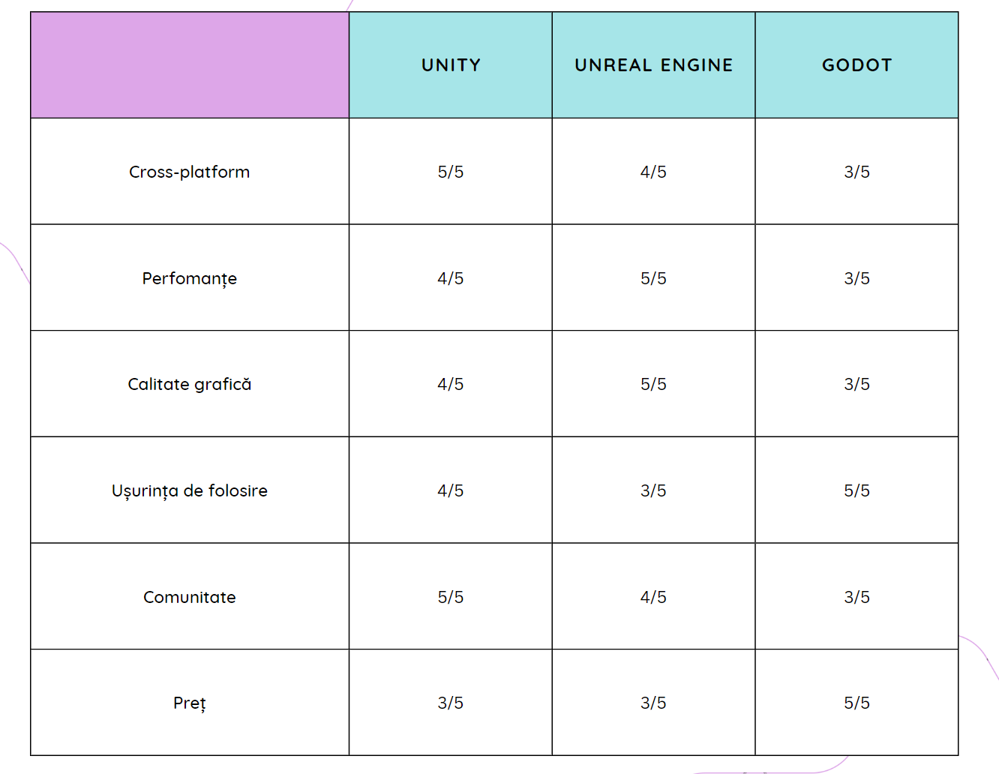 UNITY UNREAL ENGINE GODOT
Cross-platform 5/5 4/5 3/5
Perfomanțe 4/5 5/5 3/5
Calitate grafică 4/5 5/5 3/5
Ușurința de folosire 4/5 3/5 5/5
Comunitate 5/5 4/5 3/5
Preț 3/5 3/5 5/5